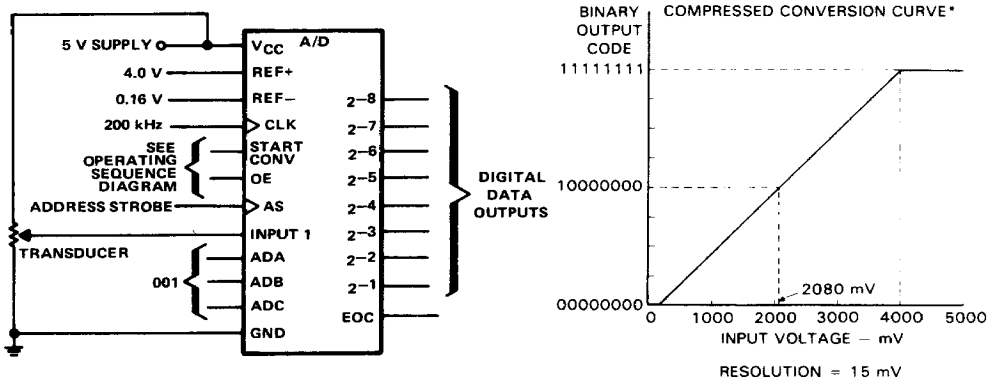 A/D
5 V SUPPLY
VCC
4.0 V
REF+
0.16 V
REF−
200 kHz
CLK
SEE
OPERATING
SEQUENCE
DIAGRAM
START
CONV
OE
ADDRESS STROBE
AS
INPUT 1
TRANSDUCER
001
ADA
ADB
ADC
GND
2−8
2−7
2−6
2−5
2−4
2−3
2−2
2−1
EOC
DIGITAL
DATA
OUTPUTS
BINARY
OUTPUT
CODE
COMPRESSED CONVERSION CURVE*
11111111
10000000
00000000
2080 mV
0 1000 2000 3000 4000 5000
INPUT VOLTAGE – mV
RESOLUTION = 15 mV